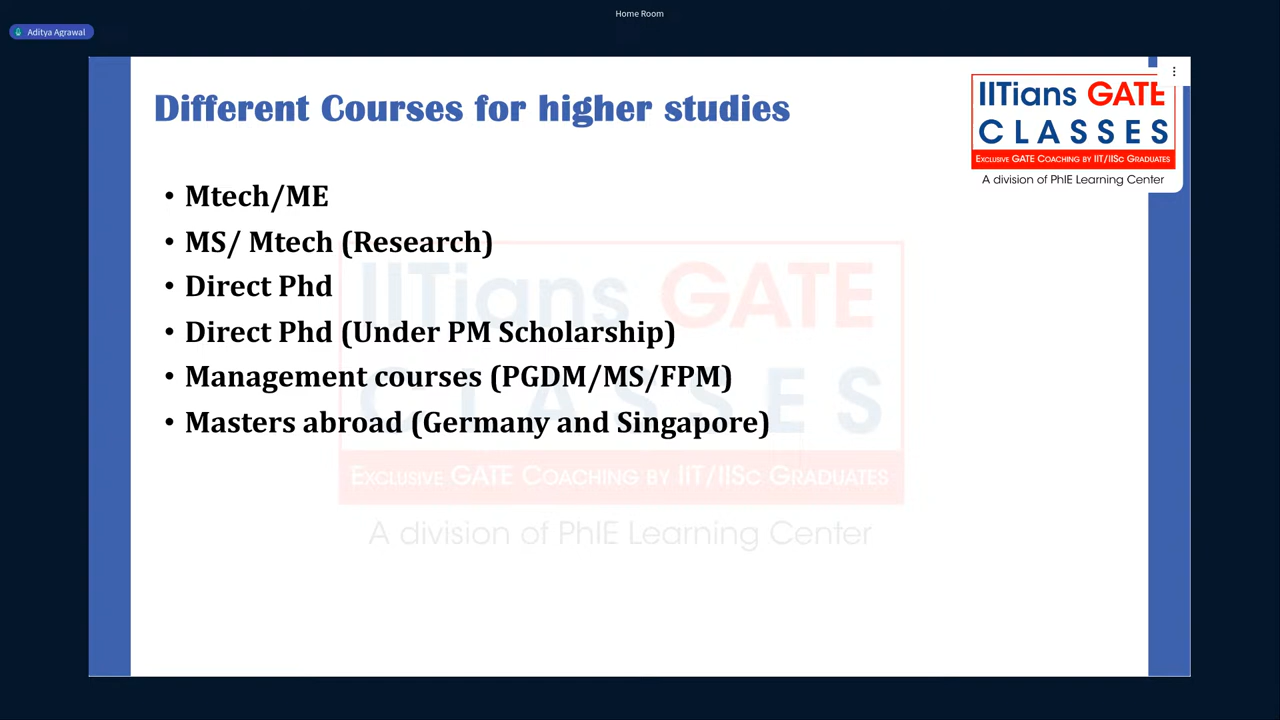 Home Room
Aditya Agrawal
Different Courses for higher studies
IITians GATE
CLASSES
EXCLUSIVE GATE COACHING BY IIT/IISC GRADUATES
A division of PhIE Learning Center
• Mtech/ME
• MS/ Mtech (Research)
• Direct Phd
• Direct Phd (Under PM Scholarship)
• Management courses (PGDM/MS/FPM)
• Masters abroad (Germany and Singapore)
IITians GATE
CLASSES
EXCLUSIVE GATE COACHING BY IIT/IISC GRADUATES
A division of PhIE Learning Center